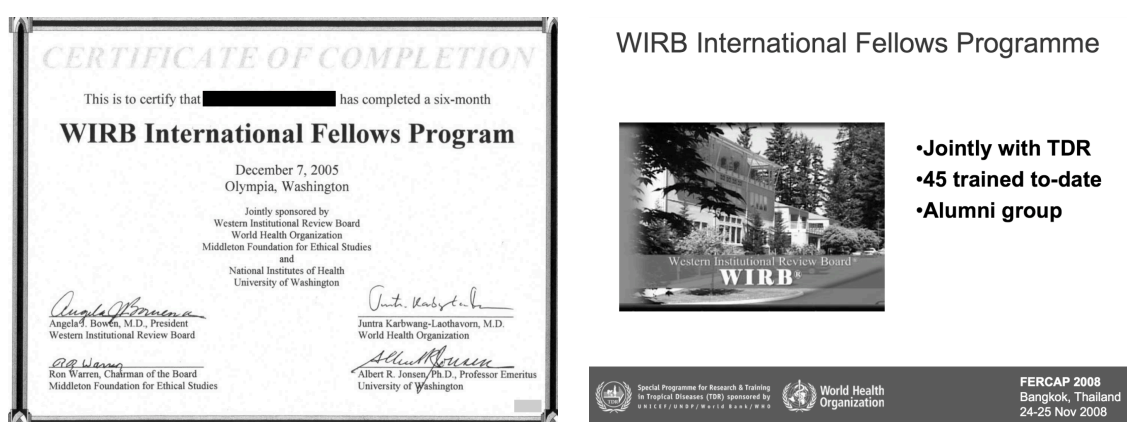 CERTIFICATE OF COMPLETION
This is to certify that has completed a six-month
WIRB International Fellows Program
December 7, 2005
Olympia, Washington
Jointly sponsored by
Western Institutional Review Board
World Health Organization
Middleton Foundation for Ethical Studies
and
National Institutes of Health
University of Washington
Angela J. Bowen, M.D., President
Western Institutional Review Board
Juntra Karbwang-Laothavorn, M.D.
World Health Organization
Ron Warren, Chairman of the Board
Middleton Foundation for Ethical Studies
Albert R. Jonsen, Ph.D., Professor Emeritus
University of Washington
WIRB International Fellows Programme
Western Institutional Review Board®
WIRB®
•Jointly with TDR
•45 trained to-date
•Alumni group
TDR
Special Programme for Research & Training
in Tropical Diseases (TDR) sponsored by
UNICEF/UNDP/World Bank/WHO
World Health
Organization
FERCAP 2008
Bangkok, Thailand
24-25 Nov 2008